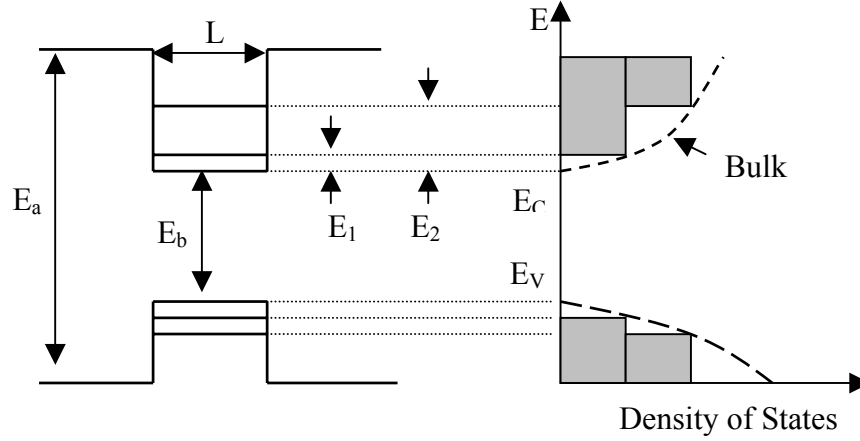 L
E
Bulk
E_a
E_b
E_1
E_2
E_C
E_V
Density of States